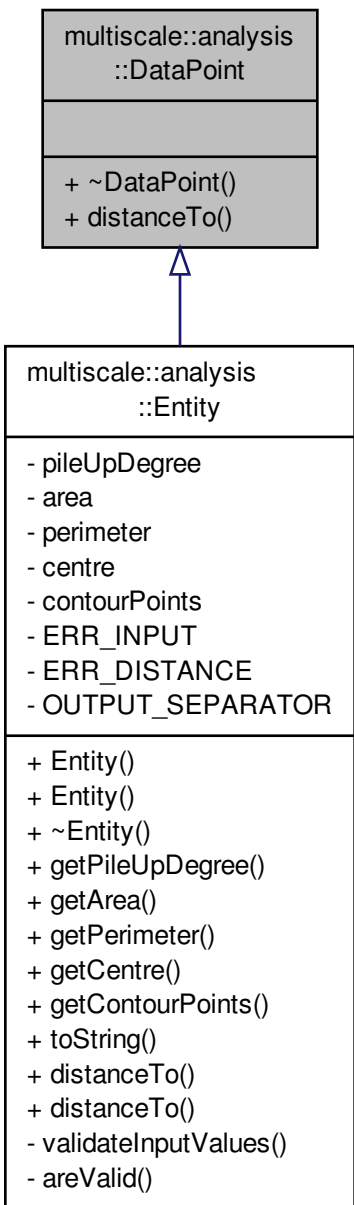 multiscale::analysis
::DataPoint
+ ~DataPoint()
+ distanceTo()
multiscale::analysis
::Entity
- pileUpDegree
- area
- perimeter
- centre
- contourPoints
- ERR_INPUT
- ERR_DISTANCE
- OUTPUT_SEPARATOR
+ Entity()
+ Entity()
+ ~Entity()
+ getPileUpDegree()
+ getArea()
+ getPerimeter()
+ getCentre()
+ getContourPoints()
+ toString()
+ distanceTo()
+ distanceTo()
- validateInputValues()
- areValid()